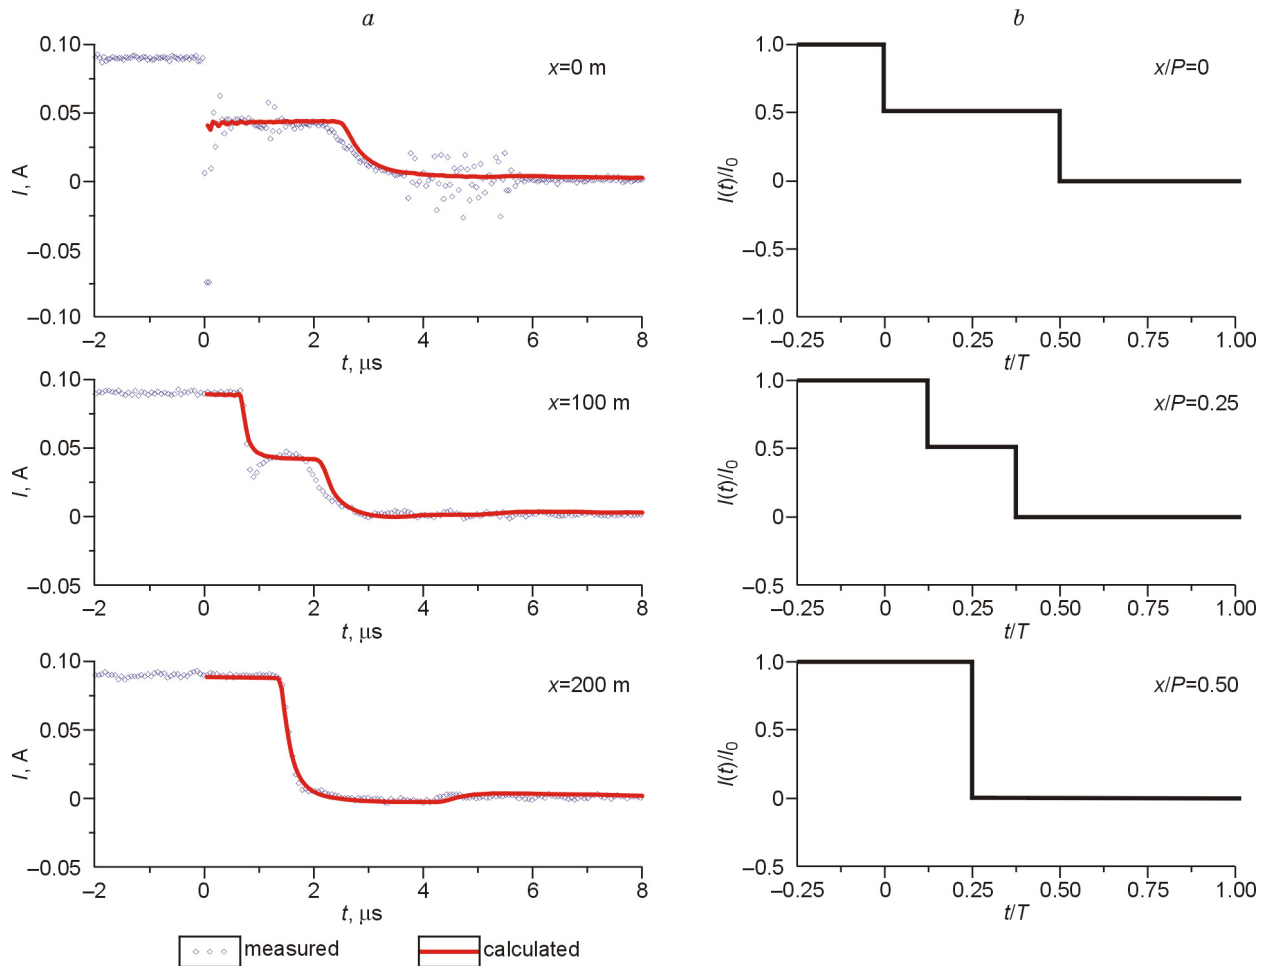 a
b
0.10
0.05
0
–0.05
–0.10
I, A
x=0 m
–2 0 2 4 6 8
t, μs
1.0
0.5
0
–0.5
–1.0
I(t)/I0
x/P=0
–0.25 0 0.25 0.50 0.75 1.00
t/T
0.10
0.05
0
–0.05
I, A
x=100 m
–2 0 2 4 6 8
t, μs
1.0
0.5
0
–0.5
I(t)/I0
x/P=0.25
–0.25 0 0.25 0.50 0.75 1.00
t/T
0.10
0.05
0
–0.05
I, A
x=200 m
–2 0 2 4 6 8
t, μs
1.0
0.5
0
–0.5
I(t)/I0
x/P=0.50
–0.25 0 0.25 0.50 0.75 1.00
t/T
measured
calculated